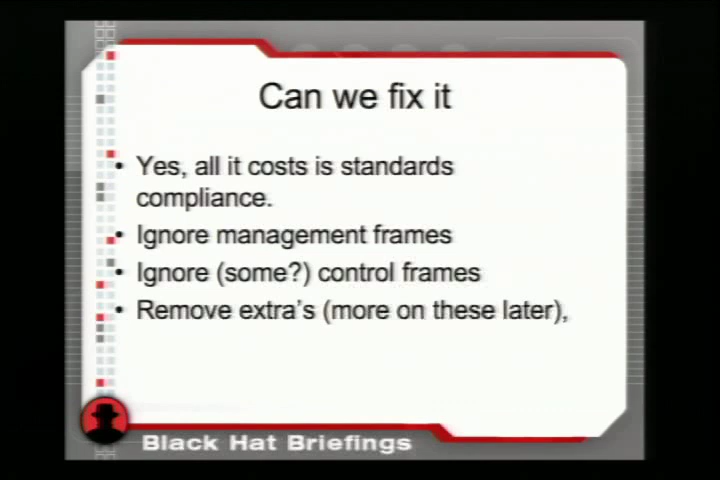 Can we fix it
• Yes, all it costs is standards
compliance.
• Ignore management frames
• Ignore (some?) control frames
• Remove extra's (more on these later),
Black Hat Briefings